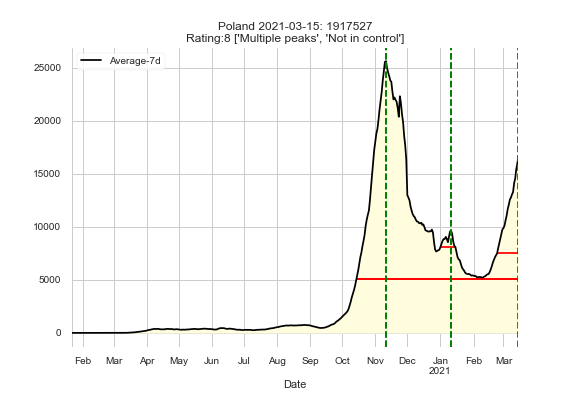 Poland 2021-03-15: 1917527
Rating:8 ['Multiple peaks', 'Not in control']
Average-7d
25000
20000
15000
10000
5000
0
Feb Mar Apr May Jun Jul Aug Sep Oct Nov Dec Jan Feb Mar
2021
Date